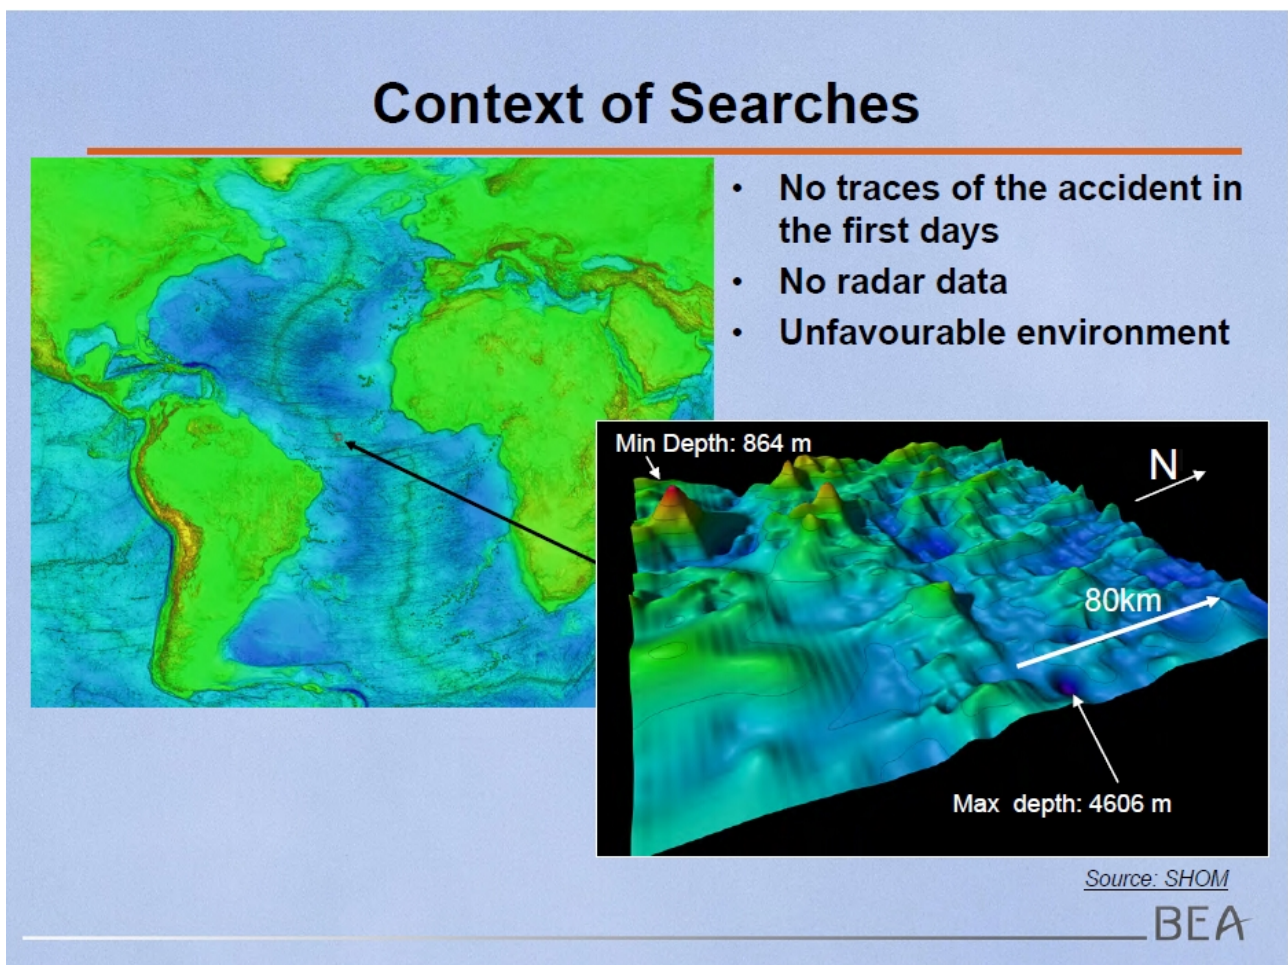 Context of Searches
• No traces of the accident in
the first days
• No radar data
• Unfavourable environment
Min Depth: 864 m
N
80km
Max depth: 4606 m
Source: SHOM
BEA